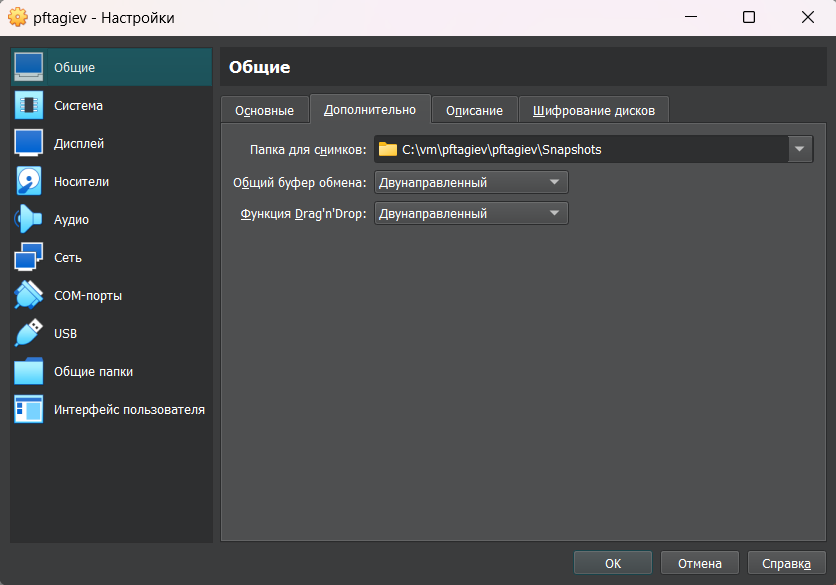 pftagiev - Настройки
Общие
Система
Дисплей
Носители
Аудио
Сеть
COM-порты
USB
Общие папки
Интерфейс пользователя
Общие
Основные Дополнительно Описание Шифрование дисков
Папка для снимков: C:\vm\pftagiev\pftagiev\Snapshots
Общий буфер обмена: Двунаправленный
Функция Drag'n'Drop: Двунаправленный
OK Отмена Справка